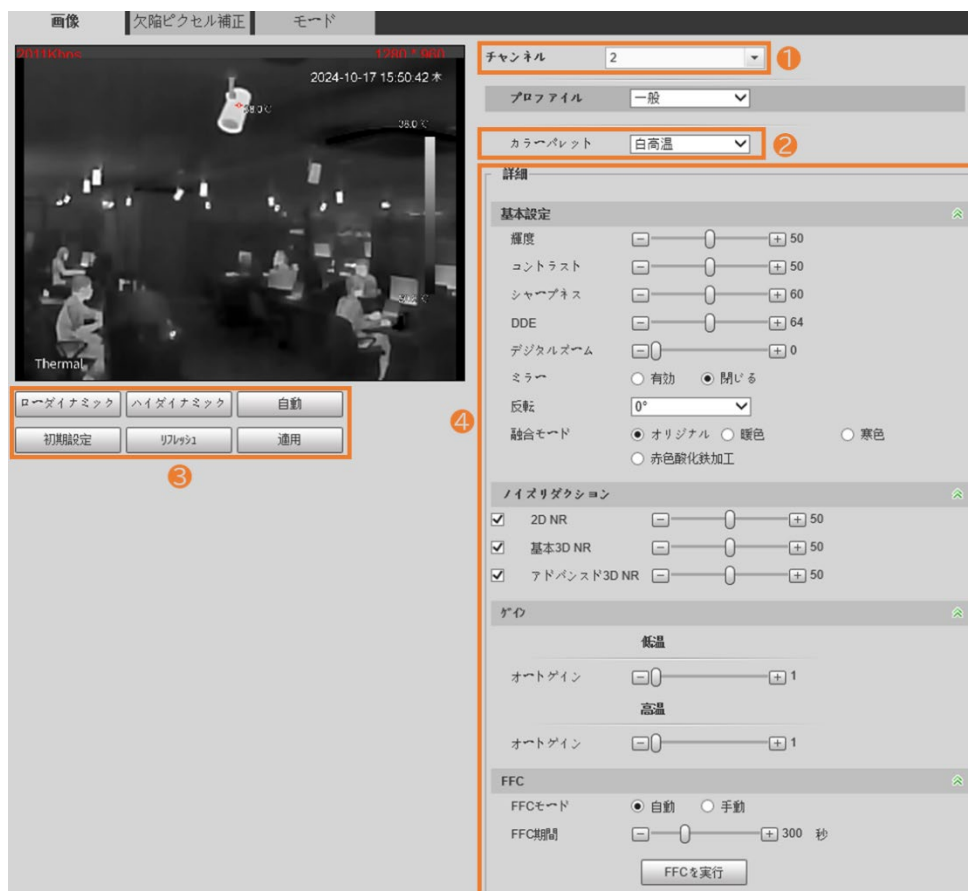 画像 欠陥ピクセル補正 モード
2011Kbps 1280 * 960
2024-10-17 15:50:42 木
38.0℃
38.0 ℃
Thermal
ローダイナミック ハイダイナミック 自動
初期設定 リフレッシュ 適用
3
チャンネル 2 1
プロファイル 一般
カラーパレット 白高温 2
4
詳細
基本設定
輝度 50
コントラスト 50
シャープネス 60
DDE 64
デジタルズーム 0
ミラー 有効 閉じる
反転 0°
融合モード オリジナル 暖色 寒色
赤色酸化鉄加工
ノイズリダクション
2D NR 50
基本3D NR 50
アドバンスド3D NR 50
ゲイン
低温
オートゲイン 1
高温
オートゲイン 1
FFC
FFCモード 自動 手動
FFC期間 300 秒
FFCを実行